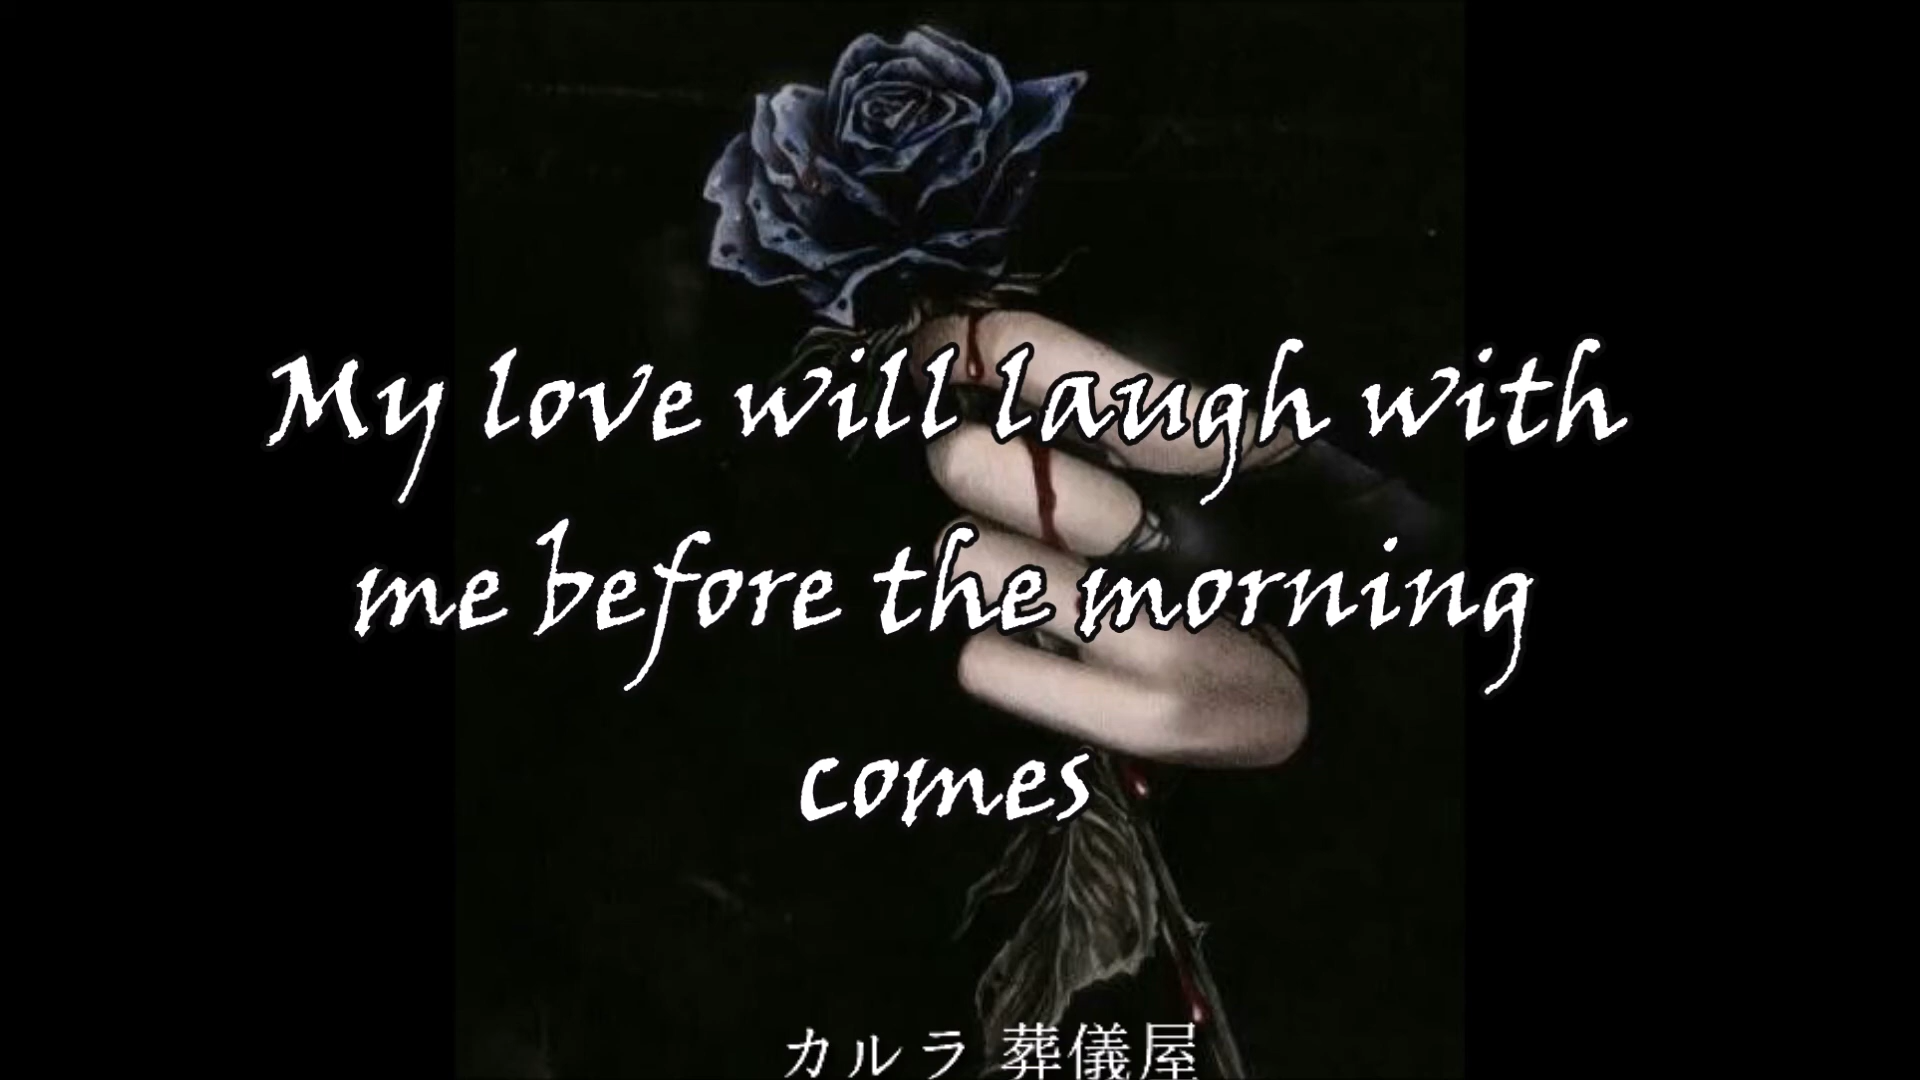 My love will laugh with
me before the morning
comes
カルラ 葬儀屋